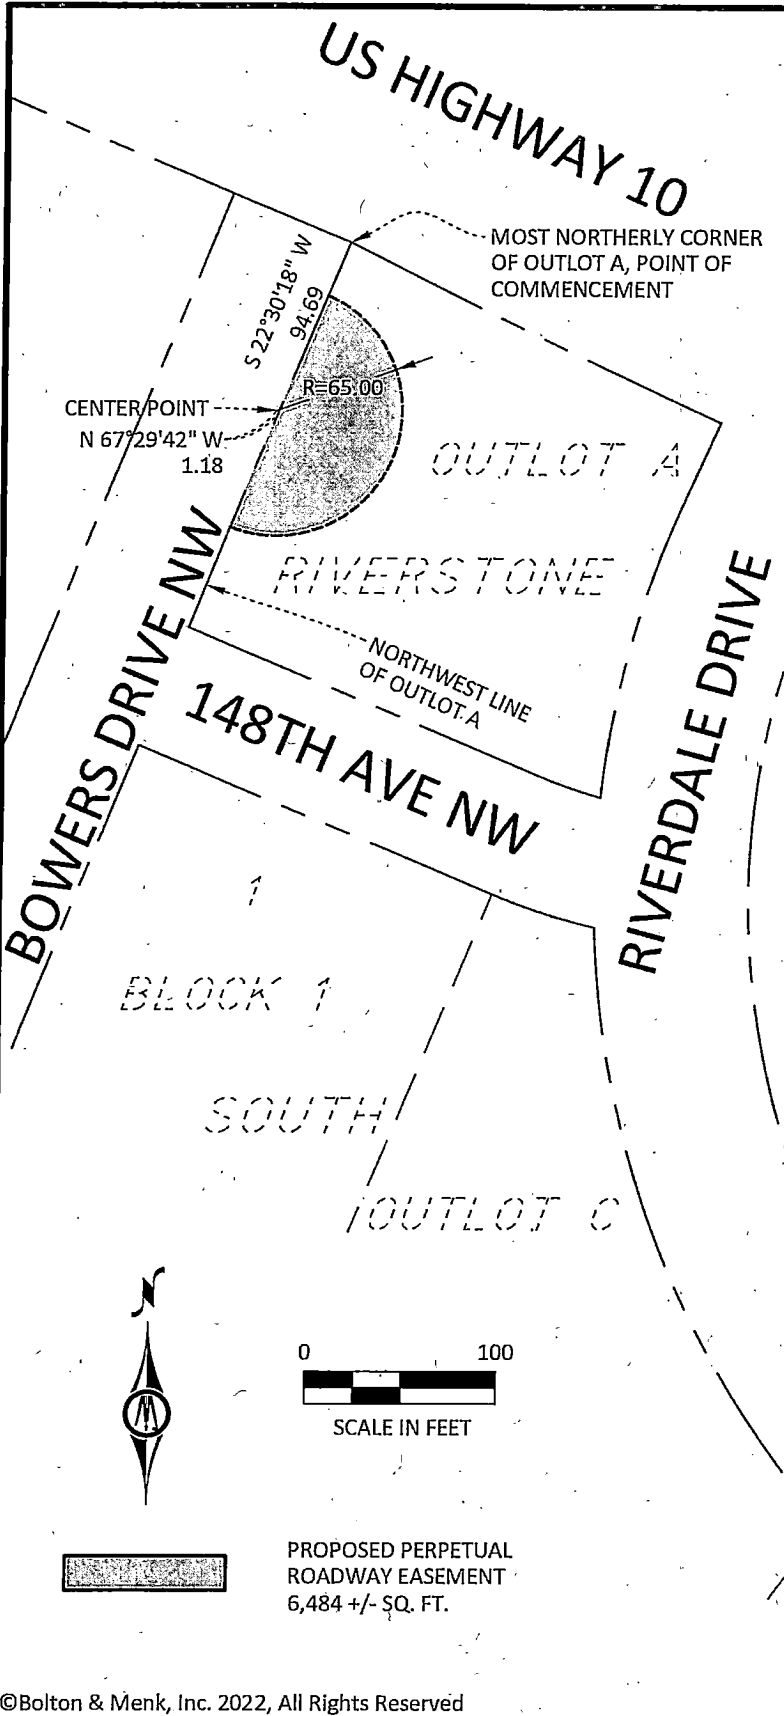 US HIGHWAY 10
MOST NORTHERLY CORNER
OF OUTLOT A, POINT OF
COMMENCEMENT
S 22°30'18" W
94.69
R=65.00
CENTER POINT
N 67°29'42" W
1.18
OUTLOT A
RIVERSTONE
NORTHWEST LINE
OF OUTLOT A
BOWERS DRIVE NW
148TH AVE NW
RIVERDALE DRIVE
1
BLOCK 1
SOUTH
OUTLOT C
N
0 100
SCALE IN FEET
PROPOSED PERPETUAL
ROADWAY EASEMENT
6,484 +/- SQ. FT.
©Bolton & Menk, Inc. 2022, All Rights Reserved